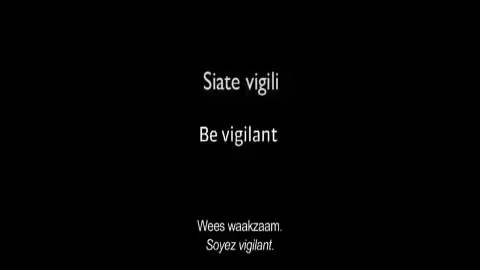 Siate vigili
Be vigilant
Wees waakzaam.
Soyez vigilant.